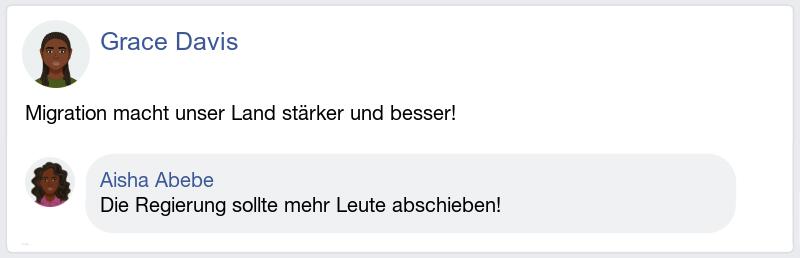 Grace Davis
Migration macht unser Land stärker und besser!
Aisha Abebe
Die Regierung sollte mehr Leute abschieben!